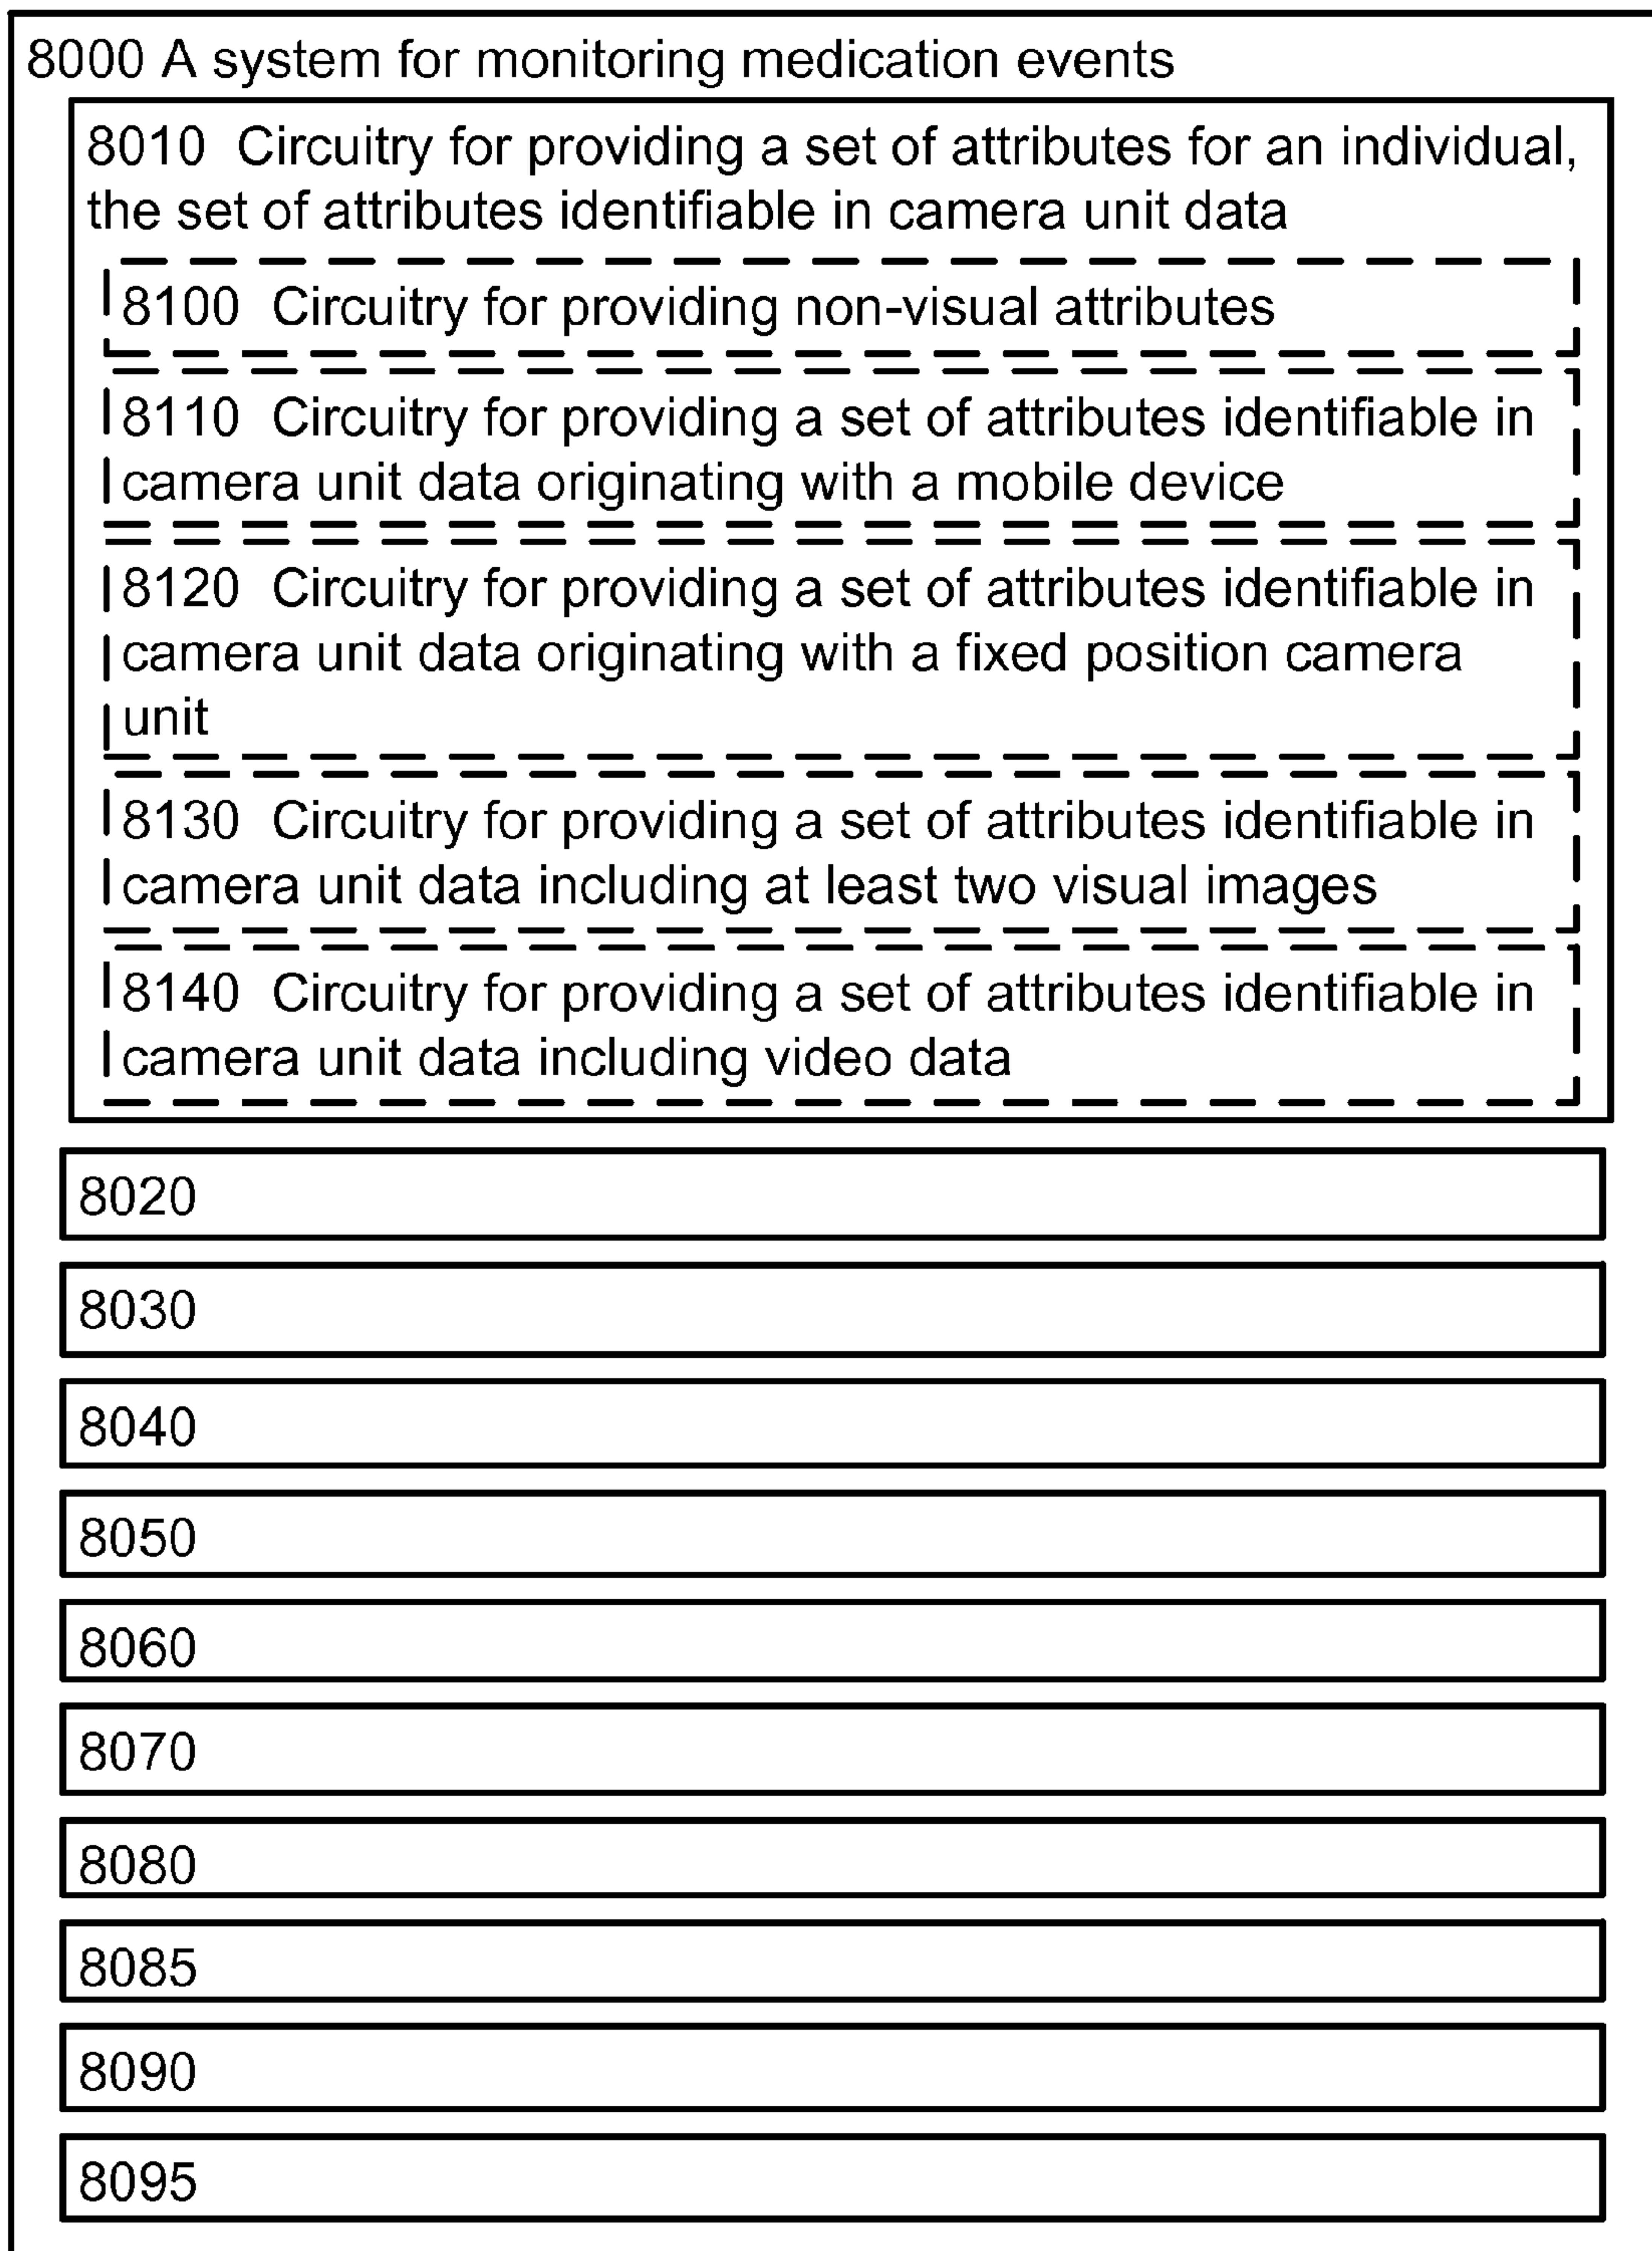 8000 A system for monitoring medication events
8010 Circuitry for providing a set of attributes for an individual,
the set of attributes identifiable in camera unit data
8100 Circuitry for providing non-visual attributes
8110 Circuitry for providing a set of attributes identifiable in
camera unit data originating with a mobile device
8120 Circuitry for providing a set of attributes identifiable in
camera unit data originating with a fixed position camera
unit
8130 Circuitry for providing a set of attributes identifiable in
camera unit data including at least two visual images
8140 Circuitry for providing a set of attributes identifiable in
camera unit data including video data
8020
8030
8040
8050
8060
8070
8080
8085
8090
8095